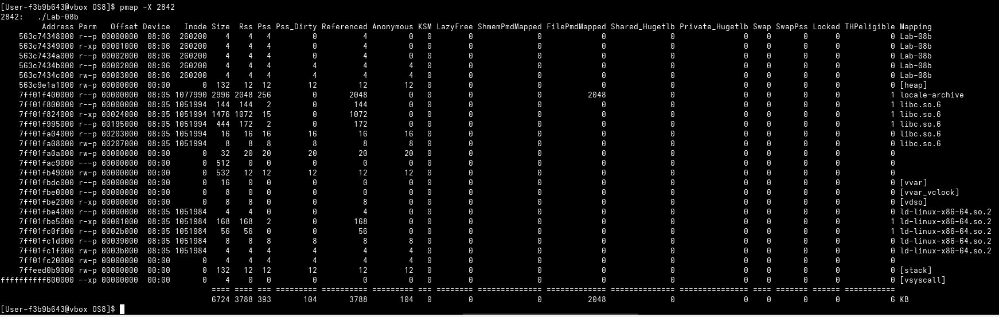 [User-f3b9b643@vbox OS8]$ pmap -X 2842
2842:   ./Lab-08b
         Address Perm   Offset Device   Inode Size  Rss Pss Pss_Dirty Referenced Anonymous KSM LazyFree ShmemPmdMapped FilePmdMapped Shared_Hugetlb Private_Hugetlb Swap SwapPss Locked THPeligible Mapping
    563c74348000 r--p 00000000  08:06  260200    4    4   4         0          4         0   0        0              0             0              0               0    0       0      0           0 Lab-08b
    563c74349000 r-xp 00001000  08:06  260200    4    4   4         0          4         0   0        0              0             0              0               0    0       0      0           0 Lab-08b
    563c7434a000 r--p 00002000  08:06  260200    4    4   4         0          4         0   0        0              0             0              0               0    0       0      0           0 Lab-08b
    563c7434b000 r--p 00002000  08:06  260200    4    4   4         4          4         4   0        0              0             0              0               0    0       0      0           0 Lab-08b
    563c7434c000 rw-p 00003000  08:06  260200    4    4   4         4          4         4   0        0              0             0              0               0    0       0      0           0 Lab-08b
    563c9e1a1000 rw-p 00000000  00:00       0  132   12  12        12         12        12   0        0              0             0              0               0    0       0      0           0 [heap]
    7ff01f400000 r--p 00000000  08:05 1077990 2996 2048 256         0       2048         0   0        0              0          2048              0               0    0       0      0           1 locale-archive
    7ff01f800000 r--p 00000000  08:05 1051994  144  144   2         0        144         0   0        0              0             0              0               0    0       0      0           1 libc.so.6
    7ff01f824000 r-xp 00024000  08:05 1051994 1476 1072  15         0       1072         0   0        0              0             0              0               0    0       0      0           1 libc.so.6
    7ff01f995000 r--p 00195000  08:05 1051994  444  172   2         0        172         0   0        0              0             0              0               0    0       0      0           1 libc.so.6
    7ff01fa04000 r--p 00203000  08:05 1051994   16   16  16        16         16        16   0        0              0             0              0               0    0       0      0           0 libc.so.6
    7ff01fa08000 rw-p 00207000  08:05 1051994    8    8   8         8          8         8   0        0              0             0              0               0    0       0      0           0 libc.so.6
    7ff01fa0a000 rw-p 00000000  00:00       0   32   20  20        20         20        20   0        0              0             0              0               0    0       0      0           0
    7ff01fac9000 ---p 00000000  00:00       0  512    0   0         0          0         0   0        0              0             0              0               0    0       0      0           0
    7ff01fb49000 rw-p 00000000  00:00       0  532   12  12        12         12        12   0        0              0             0              0               0    0       0      0           0
    7ff01fbdc000 r--p 00000000  00:00       0   16    0   0         0          0         0   0        0              0             0              0               0    0       0      0           0 [vvar]
    7ff01fbe0000 r--p 00000000  00:00       0    8    0   0         0          0         0   0        0              0             0              0               0    0       0      0           0 [vvar_vclock]
    7ff01fbe2000 r-xp 00000000  00:00       0    8    8   0         0          8         0   0        0              0             0              0               0    0       0      0           0 [vdso]
    7ff01fbe4000 r--p 00000000  08:05 1051984    4    4   0         0          4         0   0        0              0             0              0               0    0       0      0           0 ld-linux-x86-64.so.2
    7ff01fbe5000 r-xp 00001000  08:05 1051984  168  168   2         0        168         0   0        0              0             0              0               0    0       0      0           1 ld-linux-x86-64.so.2
    7ff01fc0f000 r--p 0002b000  08:05 1051984   56   56   0         0         56         0   0        0              0             0              0               0    0       0      0           1 ld-linux-x86-64.so.2
    7ff01fc1d000 r--p 00039000  08:05 1051984    8    8   8         8          8         8   0        0              0             0              0               0    0       0      0           0 ld-linux-x86-64.so.2
    7ff01fc1f000 rw-p 0003b000  08:05 1051984    4    4   4         4          4         4   0        0              0             0              0               0    0       0      0           0 ld-linux-x86-64.so.2
    7ff01fc20000 rw-p 00000000  00:00       0    4    4   4         4          4         4   0        0              0             0              0               0    0       0      0           0
    7ffeed0b9000 rw-p 00000000  00:00       0  132   12  12        12         12        12   0        0              0             0              0               0    0       0      0           0 [stack]
ffffffffff600000 --xp 00000000  00:00       0    4    0   0         0          0         0   0        0              0             0              0               0    0       0      0           0 [vsyscall]
                                              ==== ==== === ========= ========== ========= === ======== ============== ============= ============== =============== ==== ======= ====== ===========
                                              6724 3788 393       104       3788       104   0        0              0          2048              0               0    0       0      0           6 KB
[User-f3b9b643@vbox OS8]$